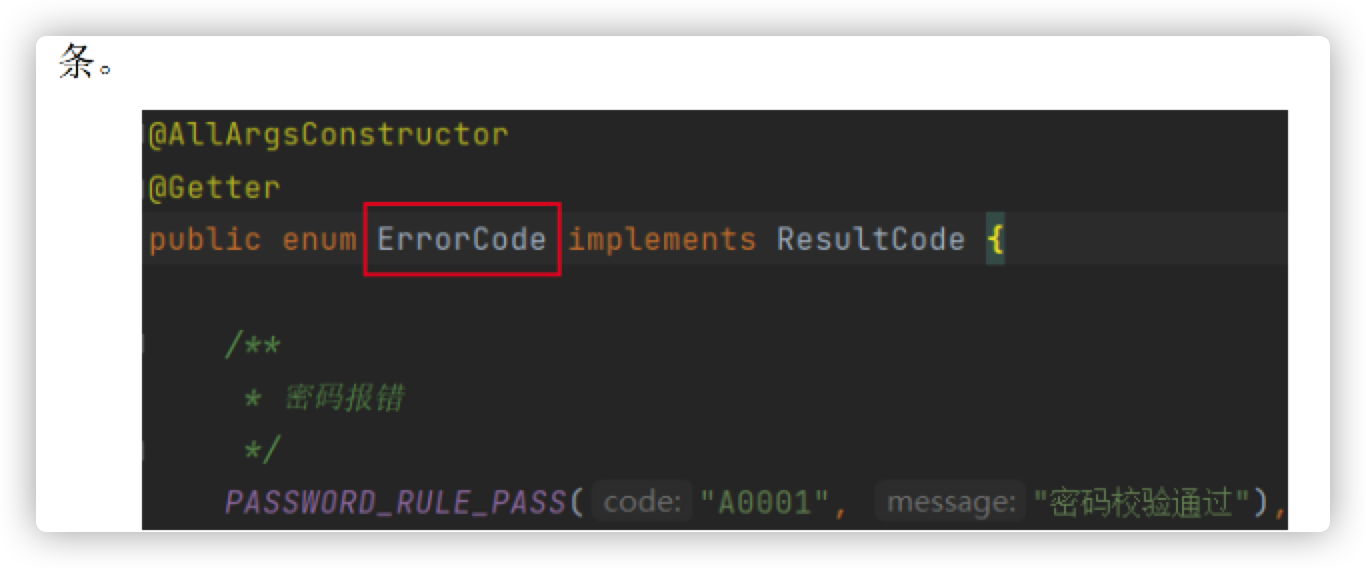 条。
@AllArgsConstructor
@Getter
public enum ErrorCode implements ResultCode {
/**
* 密码报错
*/
PASSWORD_RULE_PASS( code: "A0001", message: "密码校验通过"),